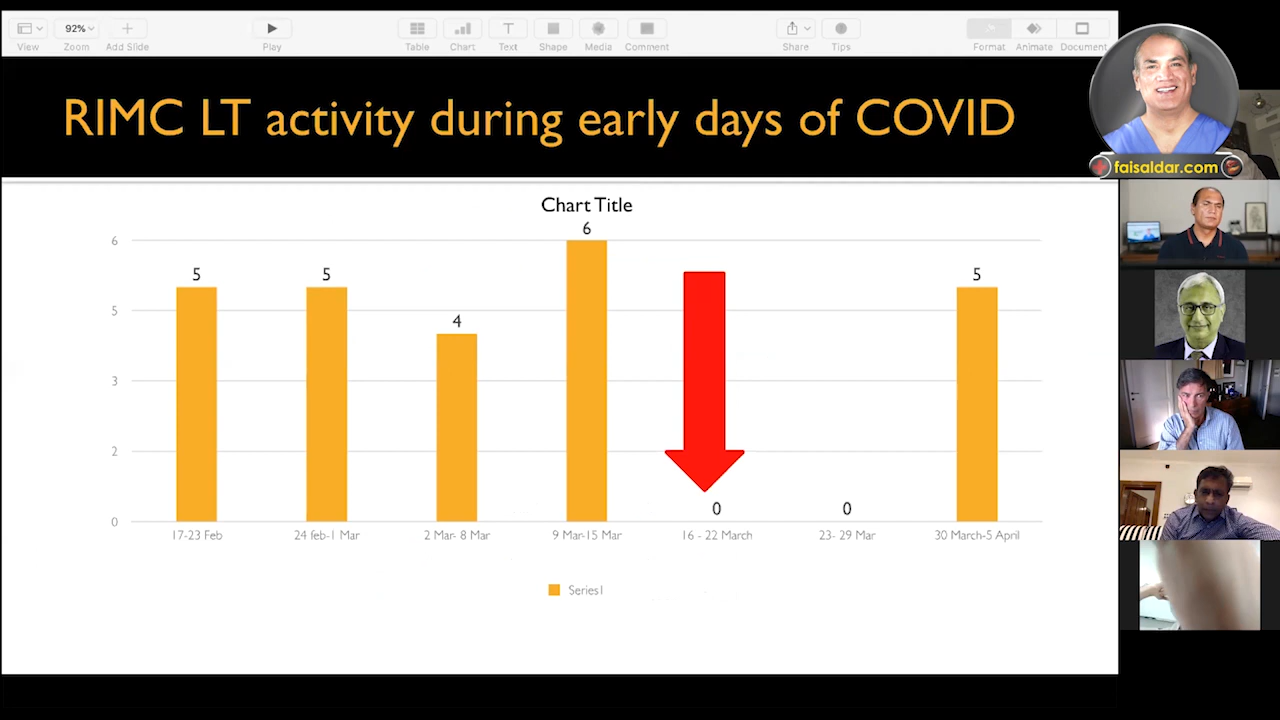 92%
View Zoom Add Slide Play Table Chart Text Shape Media Comment Share Tips Format Animate Document
RIMC LT activity during early days of COVID
faisaldar.com
Chart Title
6
5
3
2
0
5
5
4
6
0
0
5
17-23 Feb
24 feb-1 Mar
2 Mar- 8 Mar
9 Mar-15 Mar
16 - 22 March
23- 29 Mar
30 March-5 April
Series1